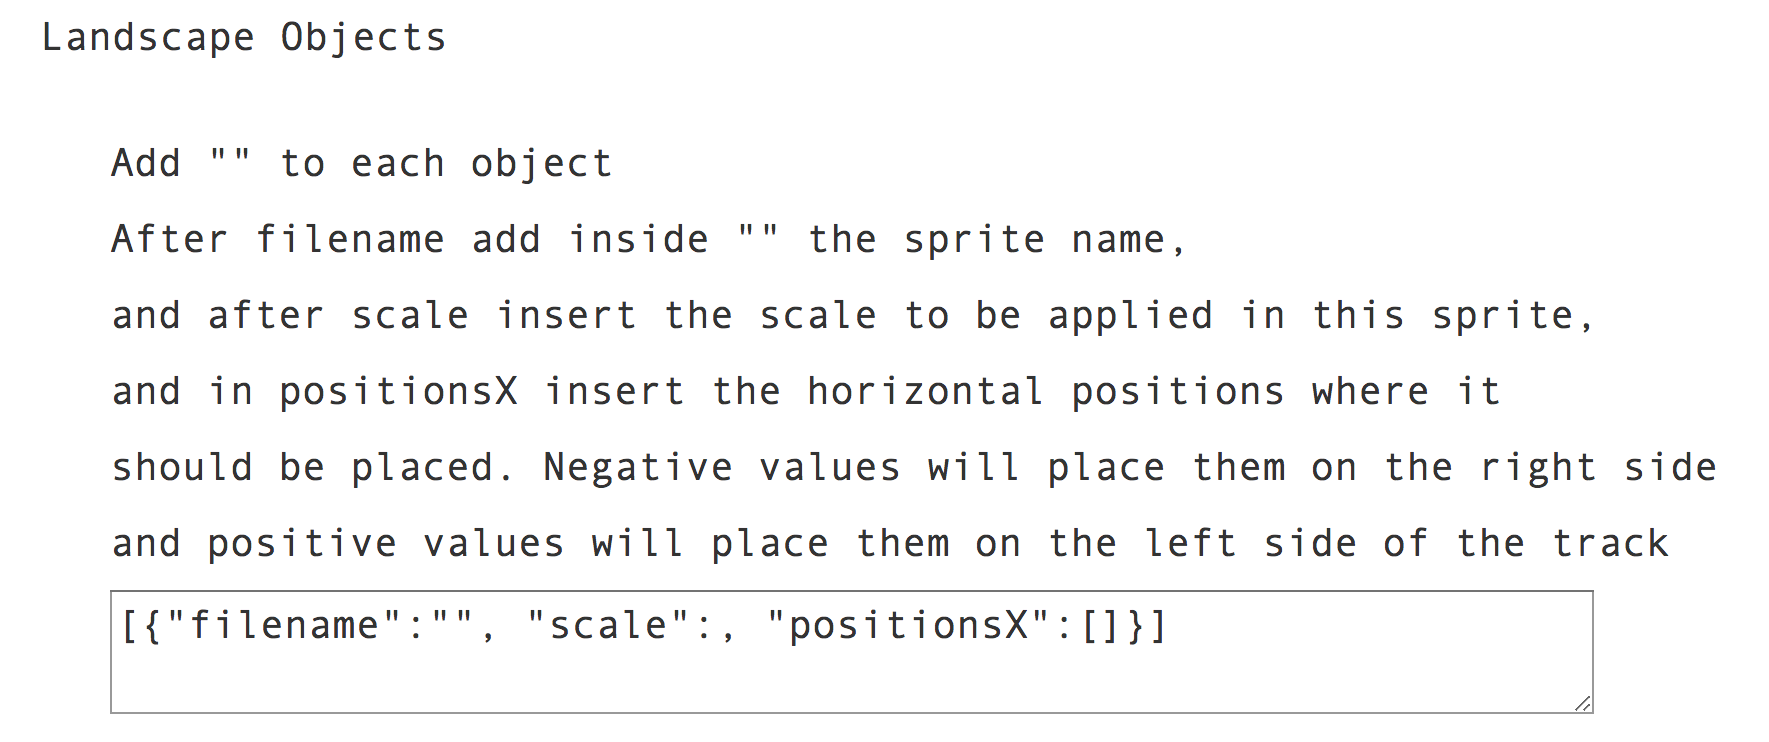 Landscape Objects
Add "" to each object
After filename add inside "" the sprite name,
and after scale insert the scale to be applied in this sprite,
and in positionsX insert the horizontal positions where it
should be placed. Negative values will place them on the right side
and positive values will place them on the left side of the track
[{"filename":"", "scale":, "positionsX":[]}]